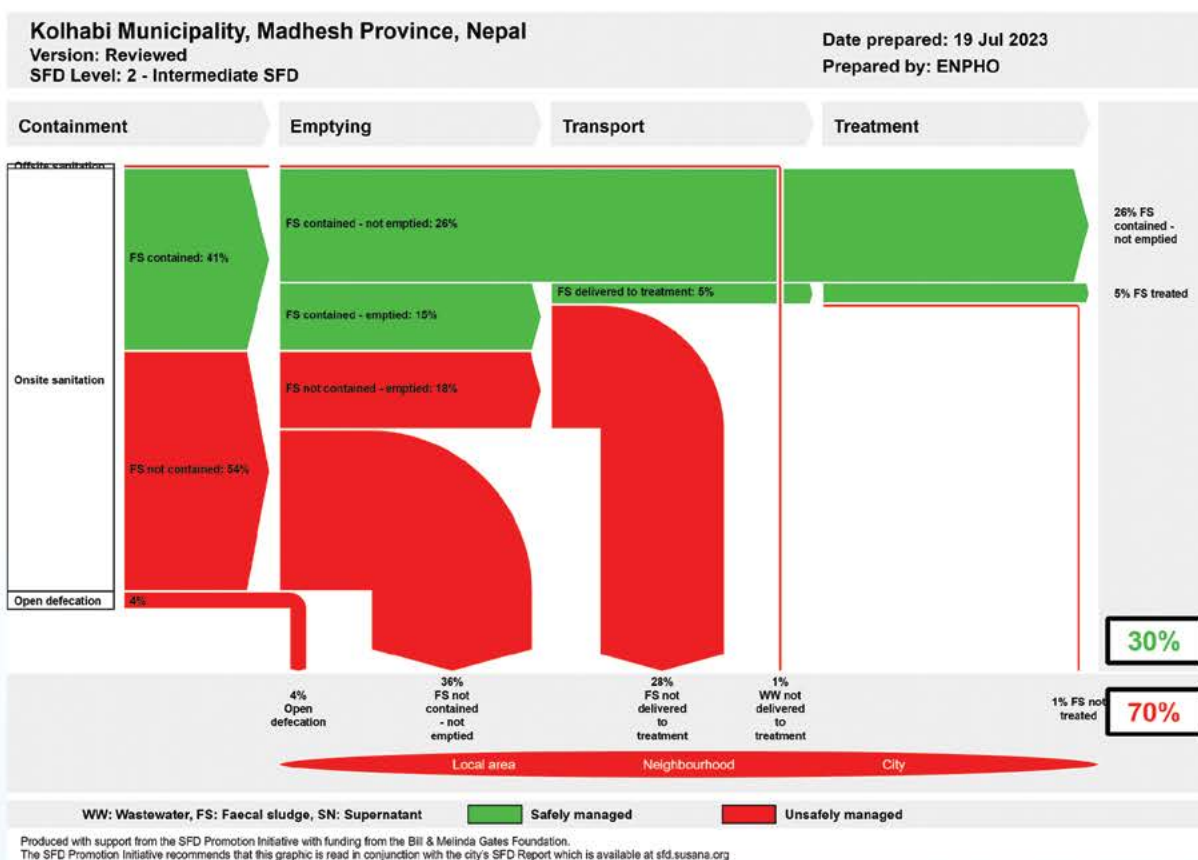 Kolhabi Municipality, Madhesh Province, Nepal
Version: Reviewed
SFD Level: 2 - Intermediate SFD
Date prepared: 19 Jul 2023
Prepared by: ENPHO
Containment
Emptying
Transport
Treatment
Offsite sanitation
FS contained: 41%
FS contained - not emptied: 26%
FS contained - emptied: 15%
FS delivered to treatment: 5%
26% FS
contained -
not emptied
5% FS treated
Onsite sanitation
FS not contained - emptied: 18%
FS not contained: 54%
Open defecation
4%
30%
4%
Open
defecation
36%
FS not
contained
- not
emptied
28%
FS not
delivered
to
treatment
1%
WW not
delivered
to
treatment
1% FS not
treated
70%
Local area
Neighbourhood
City
WW: Wastewater, FS: Faecal sludge, SN: Supernatant
Safely managed
Unsafely managed
Produced with support from the SFD Promotion Initiative with funding from the Bill & Melinda Gates Foundation.
The SFD Promotion Initiative recommends that this graphic is read in conjunction with the city's SFD Report which is available at sfd.susana.org